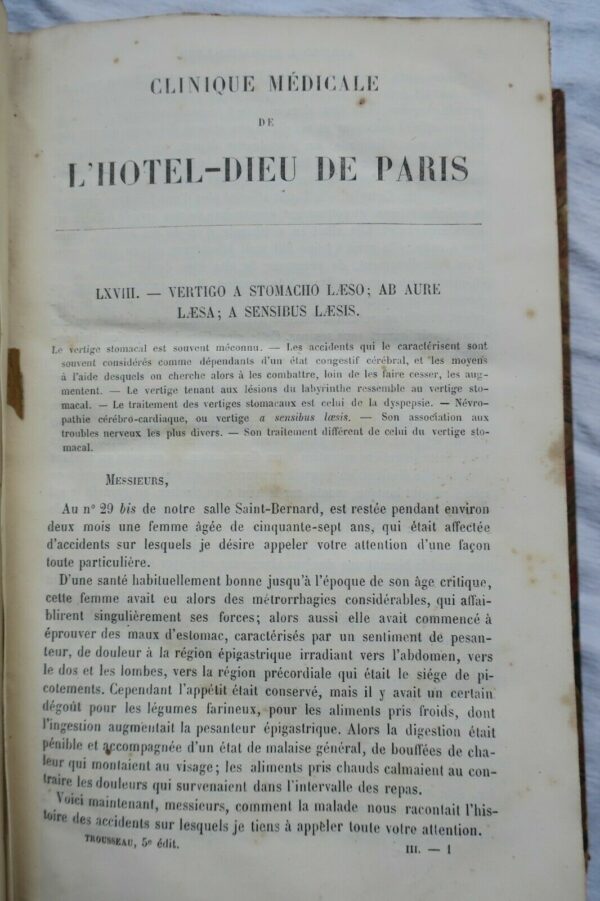 CLINIQUE MÉDICALE
DE
L'HOTEL-DIEU DE PARIS
LXVIII. — VERTIGO A STOMACHO LÆSO; AB AURE
LÆSA; A SENSIBUS LÆSIS.
Le vertige stomacal est souvent méconnu. — Les accidents qui le caractérisent sont
souvent considérés comme dépendants d'un état congestif cérébral, et les moyens
à l'aide desquels on cherche alors à les combattre, loin de les faire cesser, les aug-
mentent. — Le vertige tenant aux lésions du labyrinthe ressemble au vertige sto-
macal. — Le traitement des vertiges stomacaux est celui de la dyspepsie. — Névro-
pathie cérébro-cardiaque, ou vertige a sensibus læsis. — Son association aux
troubles nerveux les plus divers. — Son traitement différent de celui du vertige sto-
macal.
MESSIEURS,
Au n° 29 bis de notre salle Saint-Bernard, est restée pendant environ
deux mois une femme âgée de cinquante-sept ans, qui était affectée
d'accidents sur lesquels je désire appeler votre attention d'une façon
toute particulière.
D'une santé habituellement bonne jusqu'à l'époque de son âge critique,
cette femme avait eu alors des métrorrhagies considérables, qui affai-
blirent singulièrement ses forces; alors aussi elle avait commencé à
éprouver des maux d'estomac, caractérisés par un sentiment de pesan-
teur, de douleur à la région épigastrique irradiant vers l'abdomen, vers
le dos et les lombes, vers la région précordiale qui était le siége de pi-
cotements. Cependant l'appétit était conservé, mais il y avait un certain
dégoût pour les légumes farineux, pour les aliments pris froids, dont
l'ingestion augmentait la pesanteur épigastrique. Alors la digestion était
pénible et accompagnée d'un état de malaise général, de bouffées de cha-
leur qui montaient au visage; les aliments pris chauds calmaient au con-
traire les douleurs qui survenaient dans l'intervalle des repas.
Voici maintenant, messieurs, comment la malade nous racontait l'his-
toire des accidents sur lesquels je tiens à appeler toute votre attention.
TROUSSEAU, 5e édit. III. — 1